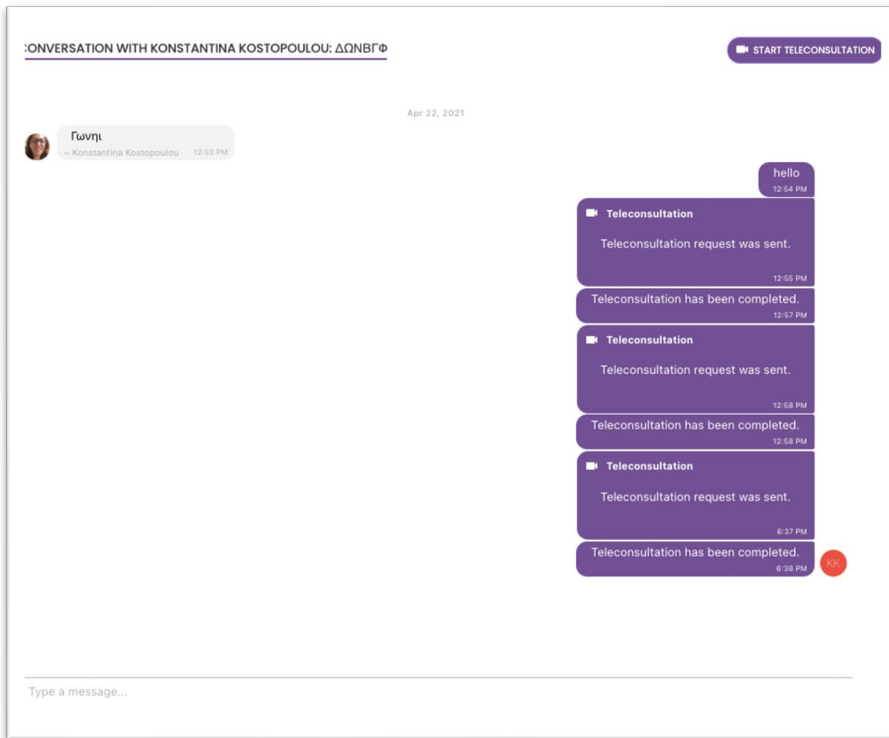 CONVERSATION WITH KONSTANTINA KOSTOPOULOU: ΔΩΝΒΓΦ
START TELECONSULTATION
Apr 22, 2021
Γωνηι
– Konstantina Kostopoulou 12:53 PM
hello
12:54 PM
Teleconsultation
Teleconsultation request was sent.
12:55 PM
Teleconsultation has been completed.
12:57 PM
Teleconsultation
Teleconsultation request was sent.
12:58 PM
Teleconsultation has been completed.
12:58 PM
Teleconsultation
Teleconsultation request was sent.
6:37 PM
Teleconsultation has been completed.
6:38 PM
KK
Type a message...